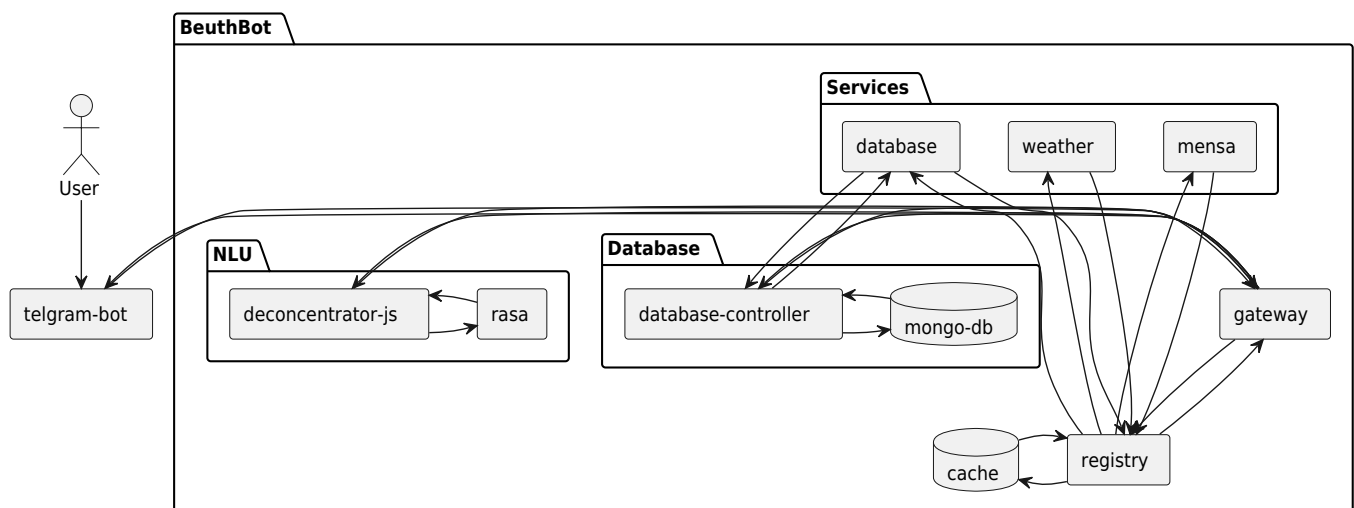 BeuthBot
Services
database
weather
mensa
User
NLU
Database
telgram-bot
deconcentrator-js
rasa
database-controller
mongo-db
gateway
cache
registry